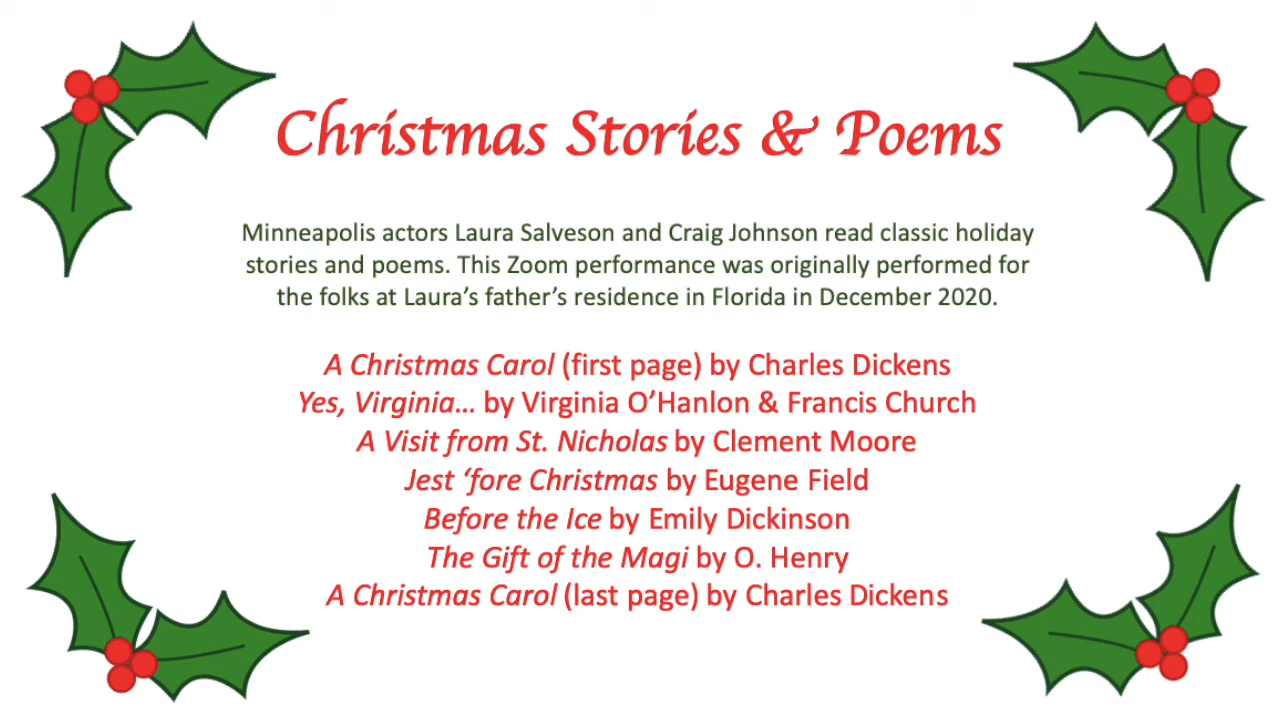 Christmas Stories & Poems
Minneapolis actors Laura Salveson and Craig Johnson read classic holiday
stories and poems. This Zoom performance was originally performed for
the folks at Laura’s father’s residence in Florida in December 2020.
A Christmas Carol (first page) by Charles Dickens
Yes, Virginia… by Virginia O’Hanlon & Francis Church
A Visit from St. Nicholas by Clement Moore
Jest ‘fore Christmas by Eugene Field
Before the Ice by Emily Dickinson
The Gift of the Magi by O. Henry
A Christmas Carol (last page) by Charles Dickens